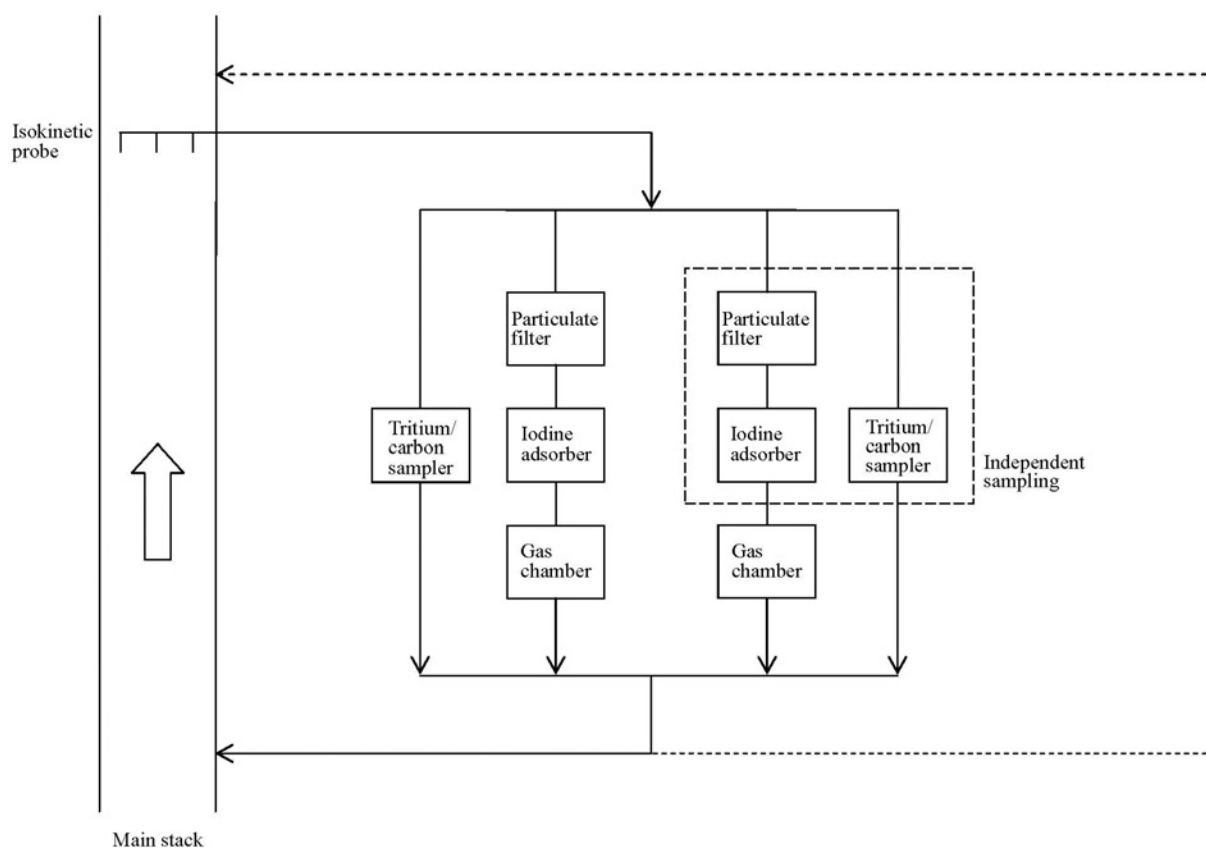 Isokinetic
probe
Particulate
filter
Particulate
filter
Tritium/
carbon
sampler
Iodine
adsorber
Iodine
adsorber
Tritium/
carbon
sampler
Independent
sampling
Gas
chamber
Gas
chamber
Main stack